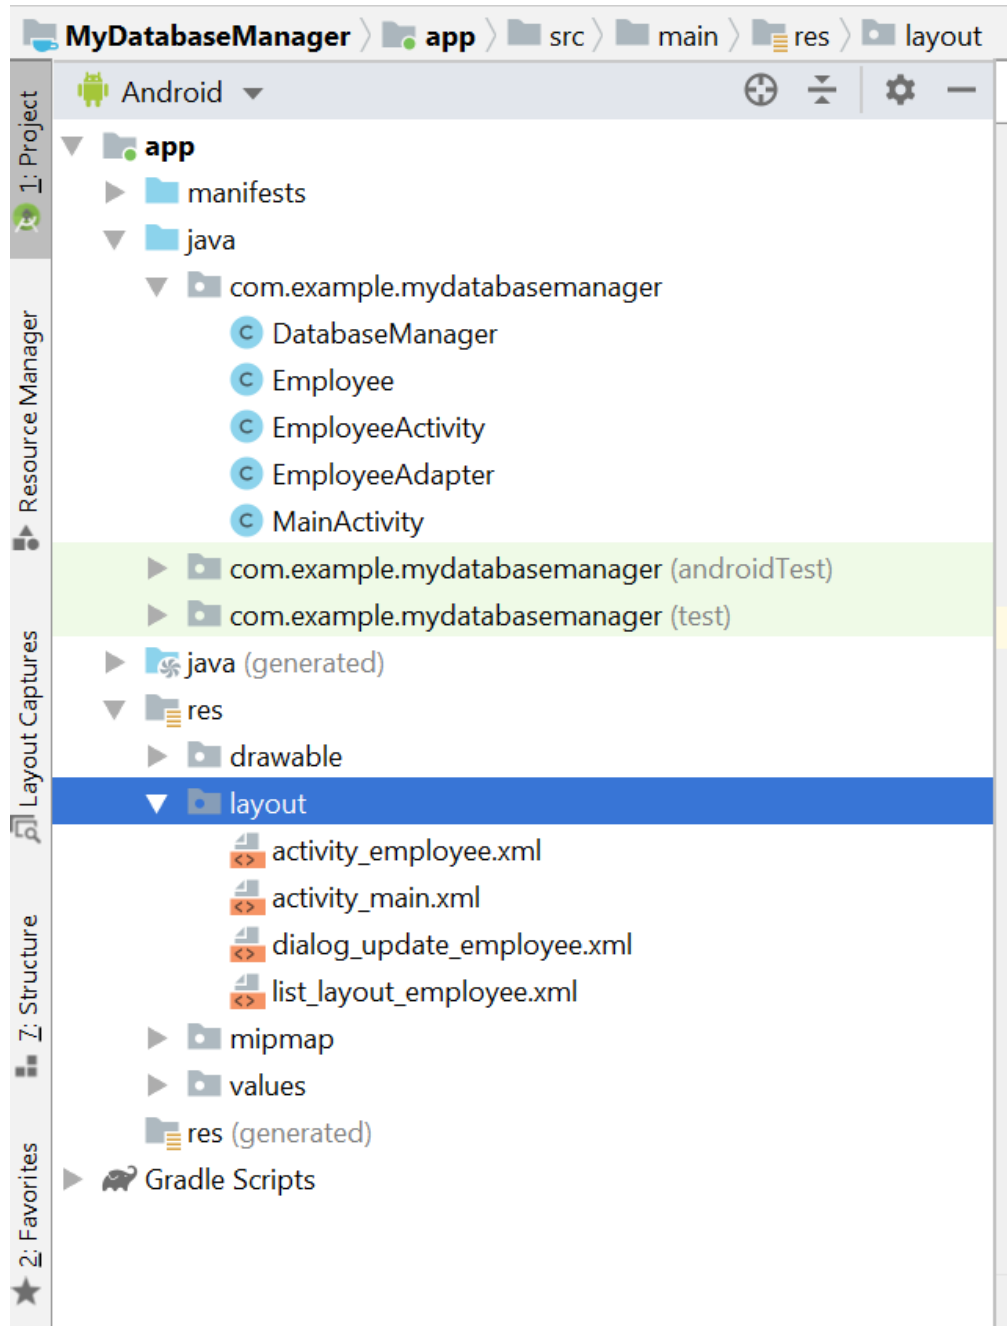 MyDatabaseManager app src main res layout
Android
app
manifests
java
com.example.mydatabasemanager
DatabaseManager
Employee
EmployeeActivity
EmployeeAdapter
MainActivity
com.example.mydatabasemanager (androidTest)
com.example.mydatabasemanager (test)
java (generated)
res
drawable
layout
activity_employee.xml
activity_main.xml
dialog_update_employee.xml
list_layout_employee.xml
mipmap
values
res (generated)
Gradle Scripts
1: Project
Resource Manager
Layout Captures
7: Structure
2: Favorites